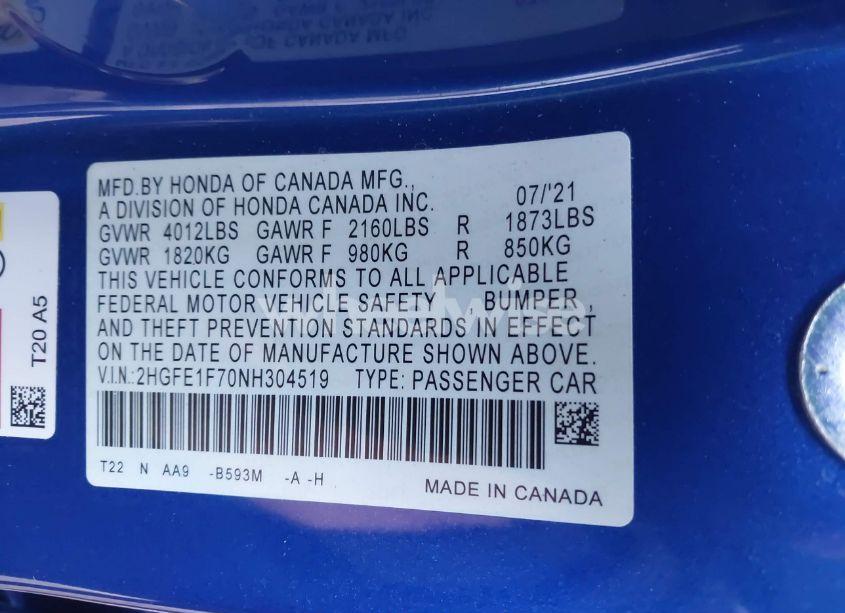 MFD.BY HONDA OF CANADA MFG.,
A DIVISION OF HONDA CANADA INC. 07/'21
GVWR 4012LBS GAWR F 2160LBS R 1873LBS
GVWR 1820KG GAWR F 980KG R 850KG
THIS VEHICLE CONFORMS TO ALL APPLICABLE
FEDERAL MOTOR VEHICLE SAFETY , BUMPER ,
AND THEFT PREVENTION STANDARDS IN EFFECT
ON THE DATE OF MANUFACTURE SHOWN ABOVE.
V.I.N.:2HGFE1F70NH304519 TYPE: PASSENGER CAR
T22 N AA9 -B593M -A -H
MADE IN CANADA
T20 A5